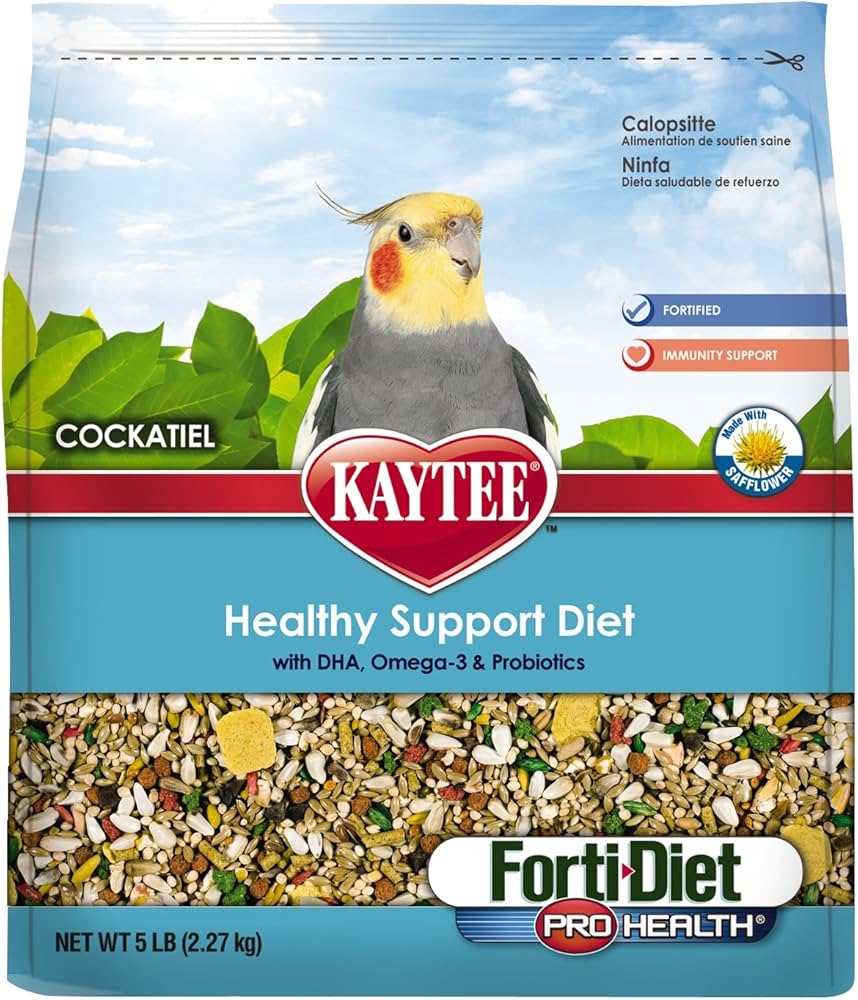 Calopsitte
Alimentation de soutien saine
Ninfa
Dieta saludable de refuerzo
FORTIFIED
IMMUNITY SUPPORT
COCKATIEL
Made With
SAFFLOWER
KAYTEE®
™
Healthy Support Diet
with DHA, Omega-3 & Probiotics
Forti Diet
PRO HEALTH®
NET WT 5 LB (2.27 kg)